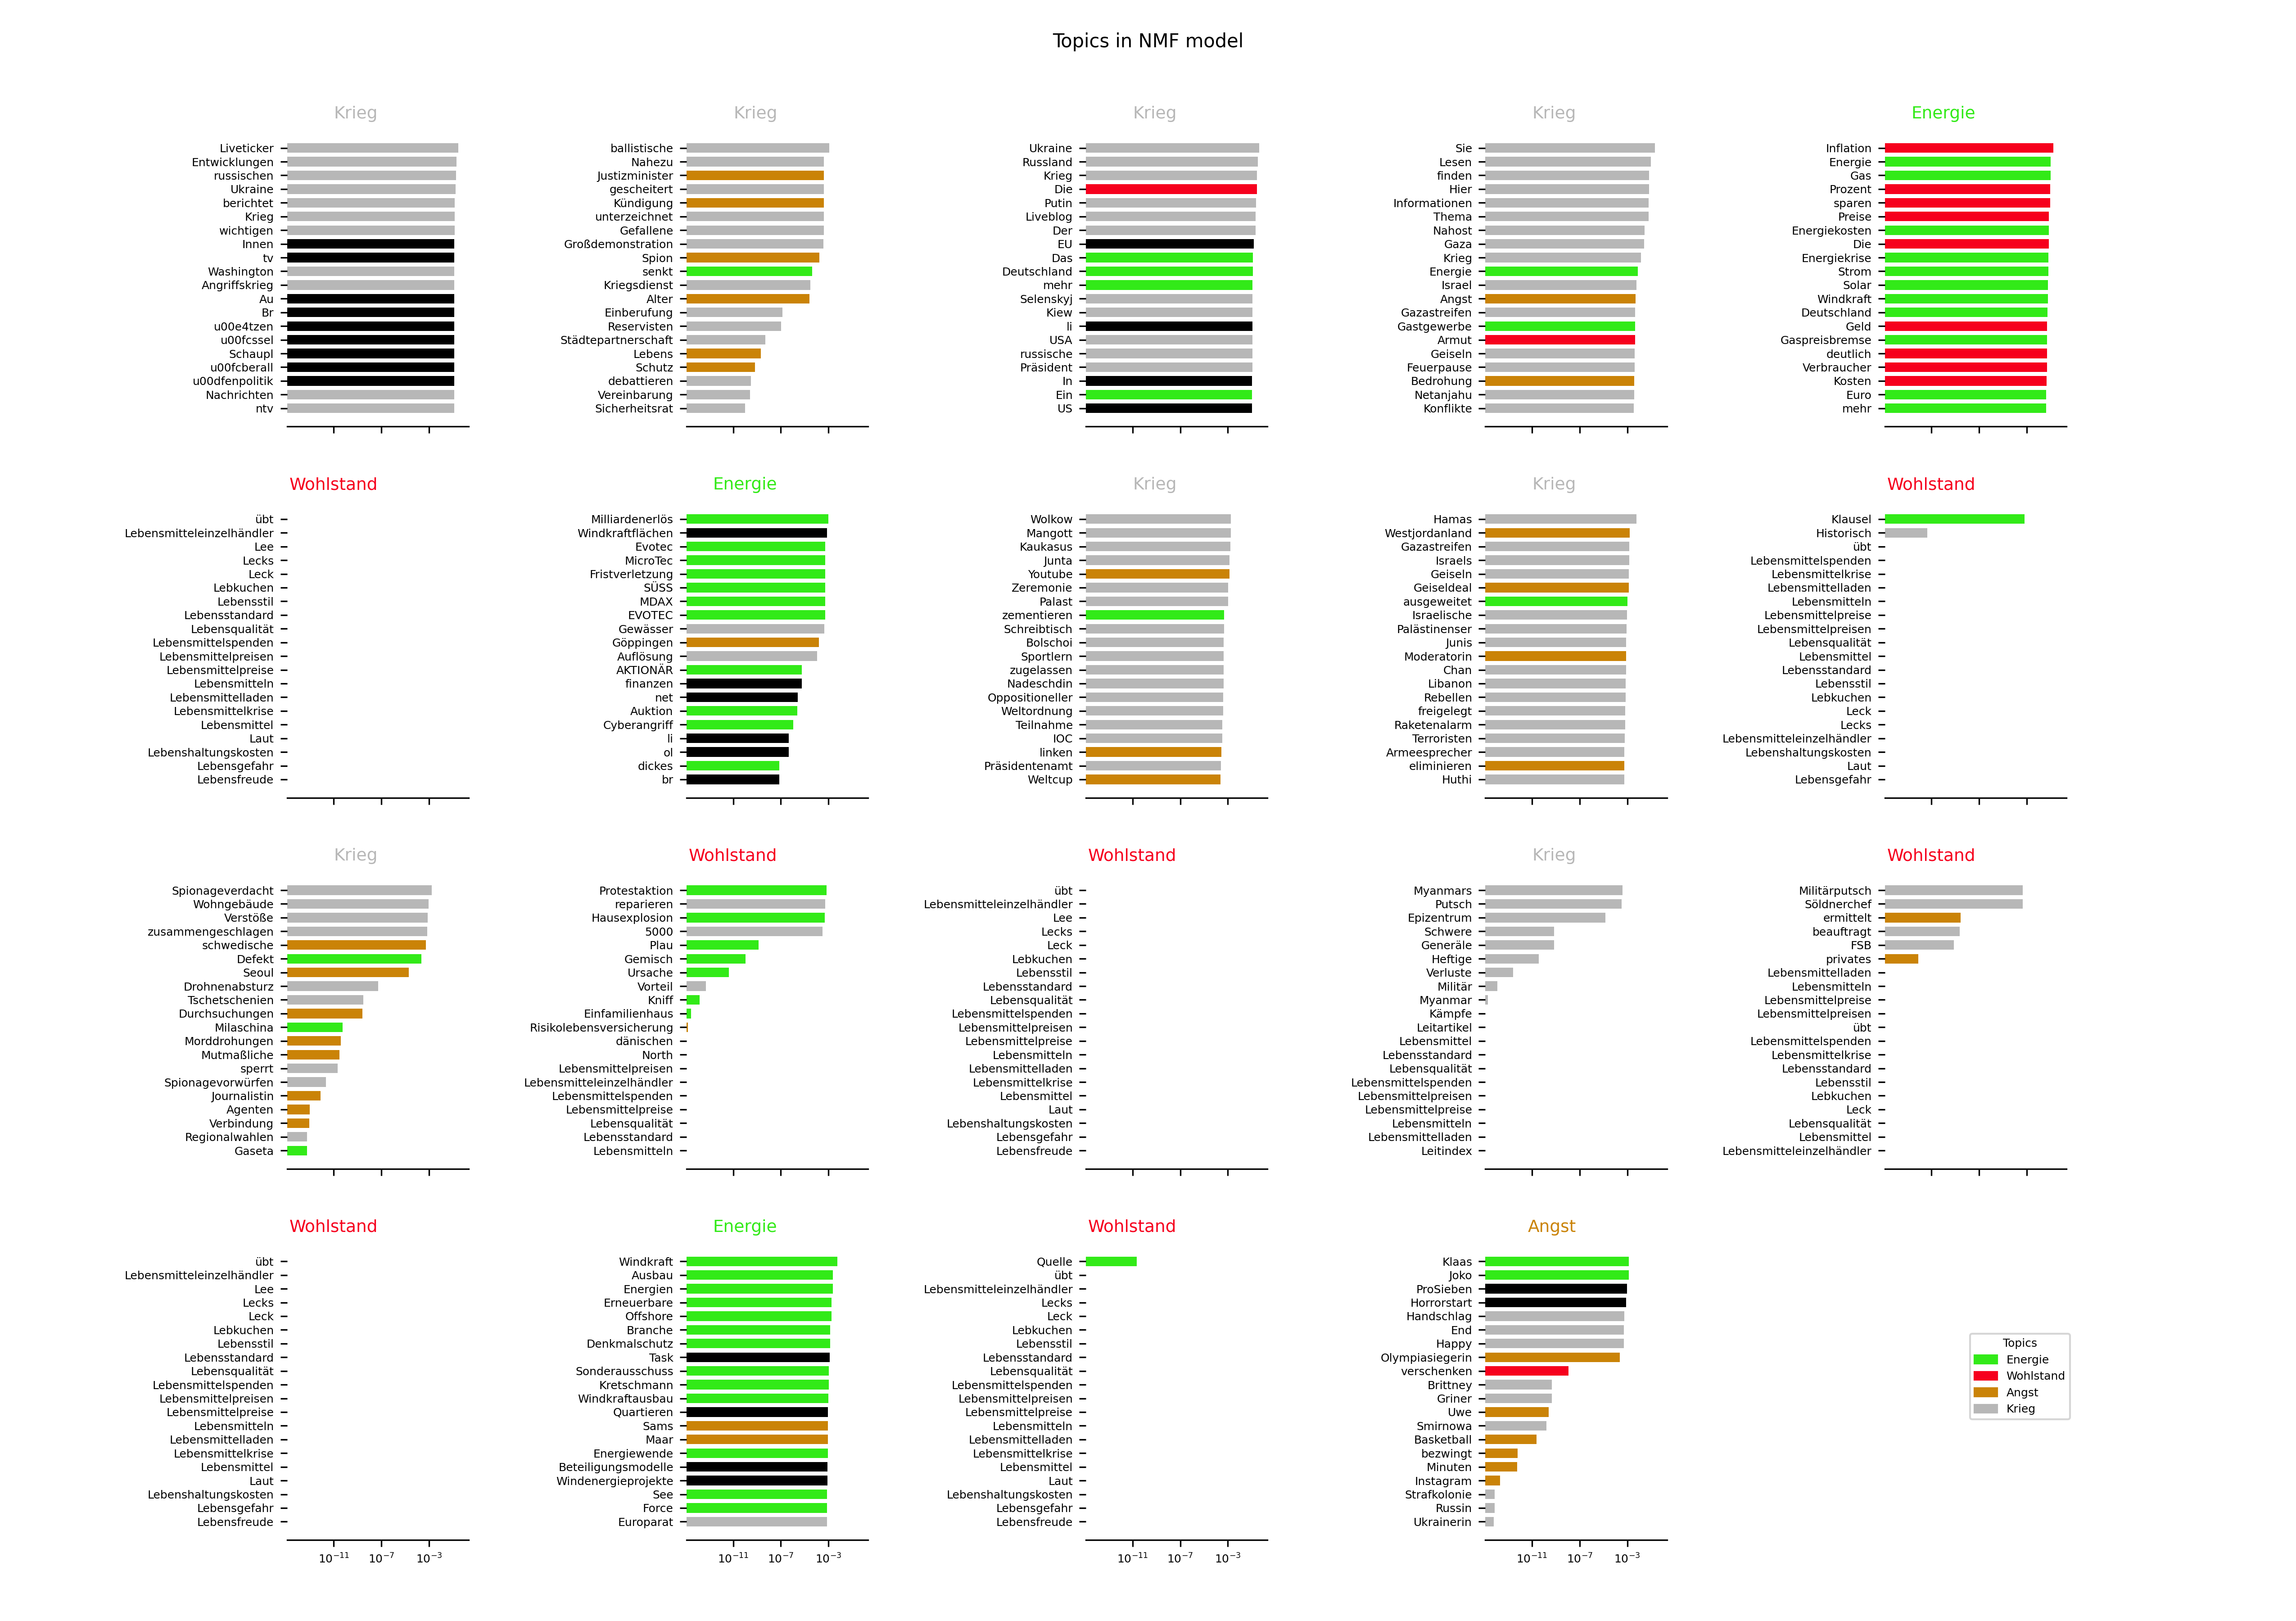 Topics in NMF model
Krieg
Liveticker
Entwicklungen
russischen
Ukraine
berichtet
Krieg
wichtigen
Innen
tv
Washington
Angriffskrieg
Au
Br
u00e4tzen
u00fcssel
Schaupl
u00fcberall
u00dfenpolitik
Nachrichten
ntv
Krieg
ballistische
Nahezu
Justizminister
gescheitert
Kündigung
unterzeichnet
Gefallene
Großdemonstration
Spion
senkt
Kriegsdienst
Alter
Einberufung
Reservisten
Städtepartnerschaft
Lebens
Schutz
debattieren
Vereinbarung
Sicherheitsrat
Krieg
Ukraine
Russland
Krieg
Die
Putin
Liveblog
Der
EU
Das
Deutschland
mehr
Selenskyj
Kiew
li
USA
russische
Präsident
In
Ein
US
Krieg
Sie
Lesen
finden
Hier
Informationen
Thema
Nahost
Gaza
Krieg
Energie
Israel
Angst
Gazastreifen
Gastgewerbe
Armut
Geiseln
Feuerpause
Bedrohung
Netanjahu
Konflikte
Energie
Inflation
Energie
Gas
Prozent
sparen
Preise
Energiekosten
Die
Energiekrise
Strom
Solar
Windkraft
Deutschland
Geld
Gaspreisbremse
deutlich
Verbraucher
Kosten
Euro
mehr
Wohlstand
übt
Lebensmitteleinzelhändler
Lee
Lecks
Leck
Lebkuchen
Lebensstil
Lebensstandard
Lebensqualität
Lebensmittelspenden
Lebensmittelpreisen
Lebensmittelpreise
Lebensmitteln
Lebensmittelladen
Lebensmittelkrise
Lebensmittel
Laut
Lebenshaltungskosten
Lebensgefahr
Lebensfreude
Energie
Milliardenerlös
Windkraftflächen
Evotec
MicroTec
Fristverletzung
SÜSS
MDAX
EVOTEC
Gewässer
Göppingen
Auflösung
AKTIONÄR
finanzen
net
Auktion
Cyberangriff
li
ol
dickes
br
Krieg
Wolkow
Mangott
Kaukasus
Junta
Youtube
Zeremonie
Palast
zementieren
Schreibtisch
Bolschoi
Sportlern
zugelassen
Nadeschdin
Oppositioneller
Weltordnung
Teilnahme
IOC
linken
Präsidentenamt
Weltcup
Krieg
Hamas
Westjordanland
Gazastreifen
Israels
Geiseln
Geiseldeal
ausgeweitet
Israelische
Palästinenser
Junis
Moderatorin
Chan
Libanon
Rebellen
freigelegt
Raketenalarm
Terroristen
Armeesprecher
eliminieren
Huthi
Wohlstand
Klausel
Historisch
übt
Lebensmittelspenden
Lebensmittelkrise
Lebensmittelladen
Lebensmitteln
Lebensmittelpreise
Lebensmittelpreisen
Lebensqualität
Lebensmittel
Lebensstandard
Lebensstil
Lebkuchen
Leck
Lecks
Lebensmitteleinzelhändler
Lebenshaltungskosten
Laut
Lebensgefahr
Krieg
Spionageverdacht
Wohngebäude
Verstöße
zusammengeschlagen
schwedische
Defekt
Seoul
Drohnenabsturz
Tschetschenien
Durchsuchungen
Milaschina
Morddrohungen
Mutmaßliche
sperrt
Spionagevorwürfen
Journalistin
Agenten
Verbindung
Regionalwahlen
Gaseta
Wohlstand
Protestaktion
reparieren
Hausexplosion
5000
Plau
Gemisch
Ursache
Vorteil
Kniff
Einfamilienhaus
Risikolebensversicherung
dänischen
North
Lebensmittelpreisen
Lebensmitteleinzelhändler
Lebensmittelspenden
Lebensmittelpreise
Lebensqualität
Lebensstandard
Lebensmitteln
Wohlstand
übt
Lebensmitteleinzelhändler
Lee
Lecks
Leck
Lebkuchen
Lebensstil
Lebensstandard
Lebensqualität
Lebensmittelspenden
Lebensmittelpreisen
Lebensmittelpreise
Lebensmitteln
Lebensmittelladen
Lebensmittelkrise
Lebensmittel
Laut
Lebenshaltungskosten
Lebensgefahr
Lebensfreude
Krieg
Myanmars
Putsch
Epizentrum
Schwere
Generäle
Heftige
Verluste
Militär
Myanmar
Kämpfe
Leitartikel
Lebensmittel
Lebensstandard
Lebensqualität
Lebensmittelspenden
Lebensmittelpreisen
Lebensmittelpreise
Lebensmitteln
Lebensmittelladen
Leitindex
Wohlstand
Militärputsch
Söldnerchef
ermittelt
beauftragt
FSB
privates
Lebensmittelladen
Lebensmitteln
Lebensmittelpreise
Lebensmittelpreisen
übt
Lebensmittelspenden
Lebensmittelkrise
Lebensstandard
Lebensstil
Lebkuchen
Leck
Lebensqualität
Lebensmittel
Lebensmitteleinzelhändler
Wohlstand
übt
Lebensmitteleinzelhändler
Lee
Lecks
Leck
Lebkuchen
Lebensstil
Lebensstandard
Lebensqualität
Lebensmittelspenden
Lebensmittelpreisen
Lebensmittelpreise
Lebensmitteln
Lebensmittelladen
Lebensmittelkrise
Lebensmittel
Laut
Lebenshaltungskosten
Lebensgefahr
Lebensfreude
10⁻¹¹ 10⁻⁷ 10⁻³
Energie
Windkraft
Ausbau
Energien
Erneuerbare
Offshore
Branche
Denkmalschutz
Task
Sonderausschuss
Kretschmann
Windkraftausbau
Quartieren
Sams
Maar
Energiewende
Beteiligungsmodelle
Windenergieprojekte
See
Force
Europarat
10⁻¹¹ 10⁻⁷ 10⁻³
Wohlstand
Quelle
übt
Lebensmitteleinzelhändler
Lecks
Leck
Lebkuchen
Lebensstil
Lebensstandard
Lebensqualität
Lebensmittelspenden
Lebensmittelpreisen
Lebensmittelpreise
Lebensmitteln
Lebensmittelladen
Lebensmittelkrise
Lebensmittel
Laut
Lebenshaltungskosten
Lebensgefahr
Lebensfreude
10⁻¹¹ 10⁻⁷ 10⁻³
Angst
Klaas
Joko
ProSieben
Horrorstart
Handschlag
End
Happy
Olympiasiegerin
verschenken
Brittney
Griner
Uwe
Smirnowa
Basketball
bezwingt
Minuten
Instagram
Strafkolonie
Russin
Ukrainerin
10⁻¹¹ 10⁻⁷ 10⁻³
Topics
Energie
Wohlstand
Angst
Krieg